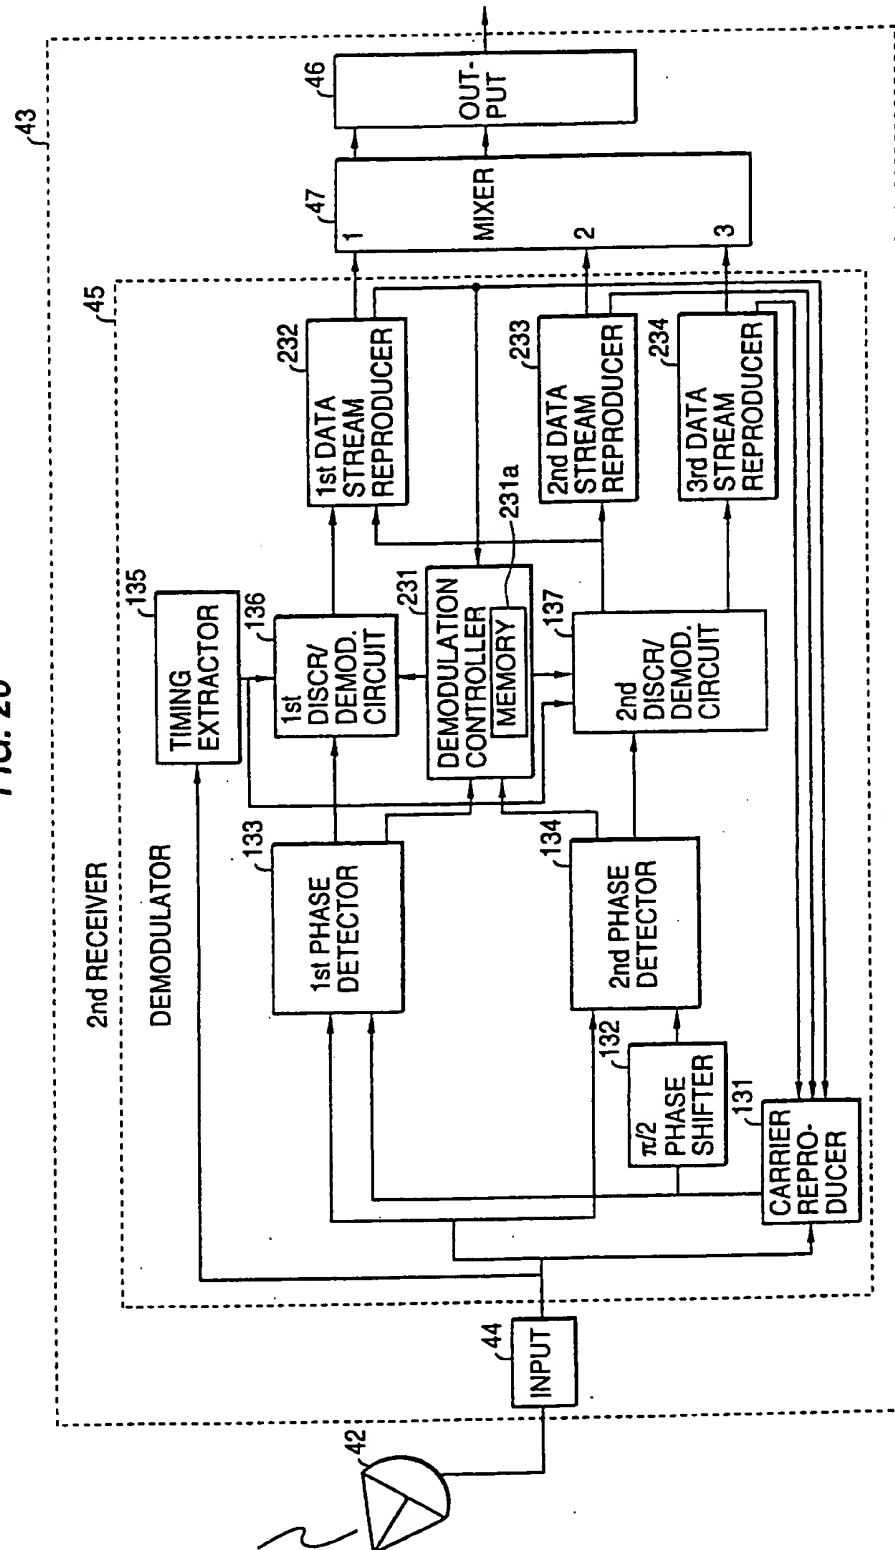 FIG. 26
43
2nd RECEIVER
45
DEMODULATOR
42
44
INPUT
135
TIMING
EXTRACTOR
133
1st PHASE
DETECTOR
136
1st DISCR/
DEMOD.
CIRCUIT
232
1st DATA
STREAM
REPRODUCER
231
DEMODULATION
CONTROLLER
MEMORY
231a
134
2nd PHASE
DETECTOR
137
2nd
DISCR/
DEMOD.
CIRCUIT
233
2nd DATA
STREAM
REPRODUCER
234
3rd DATA
STREAM
REPRODUCER
132
π/2
PHASE
SHIFTER
131
CARRIER
REPRO-
DUCER
47
1
MIXER
2
3
46
OUT-
PUT